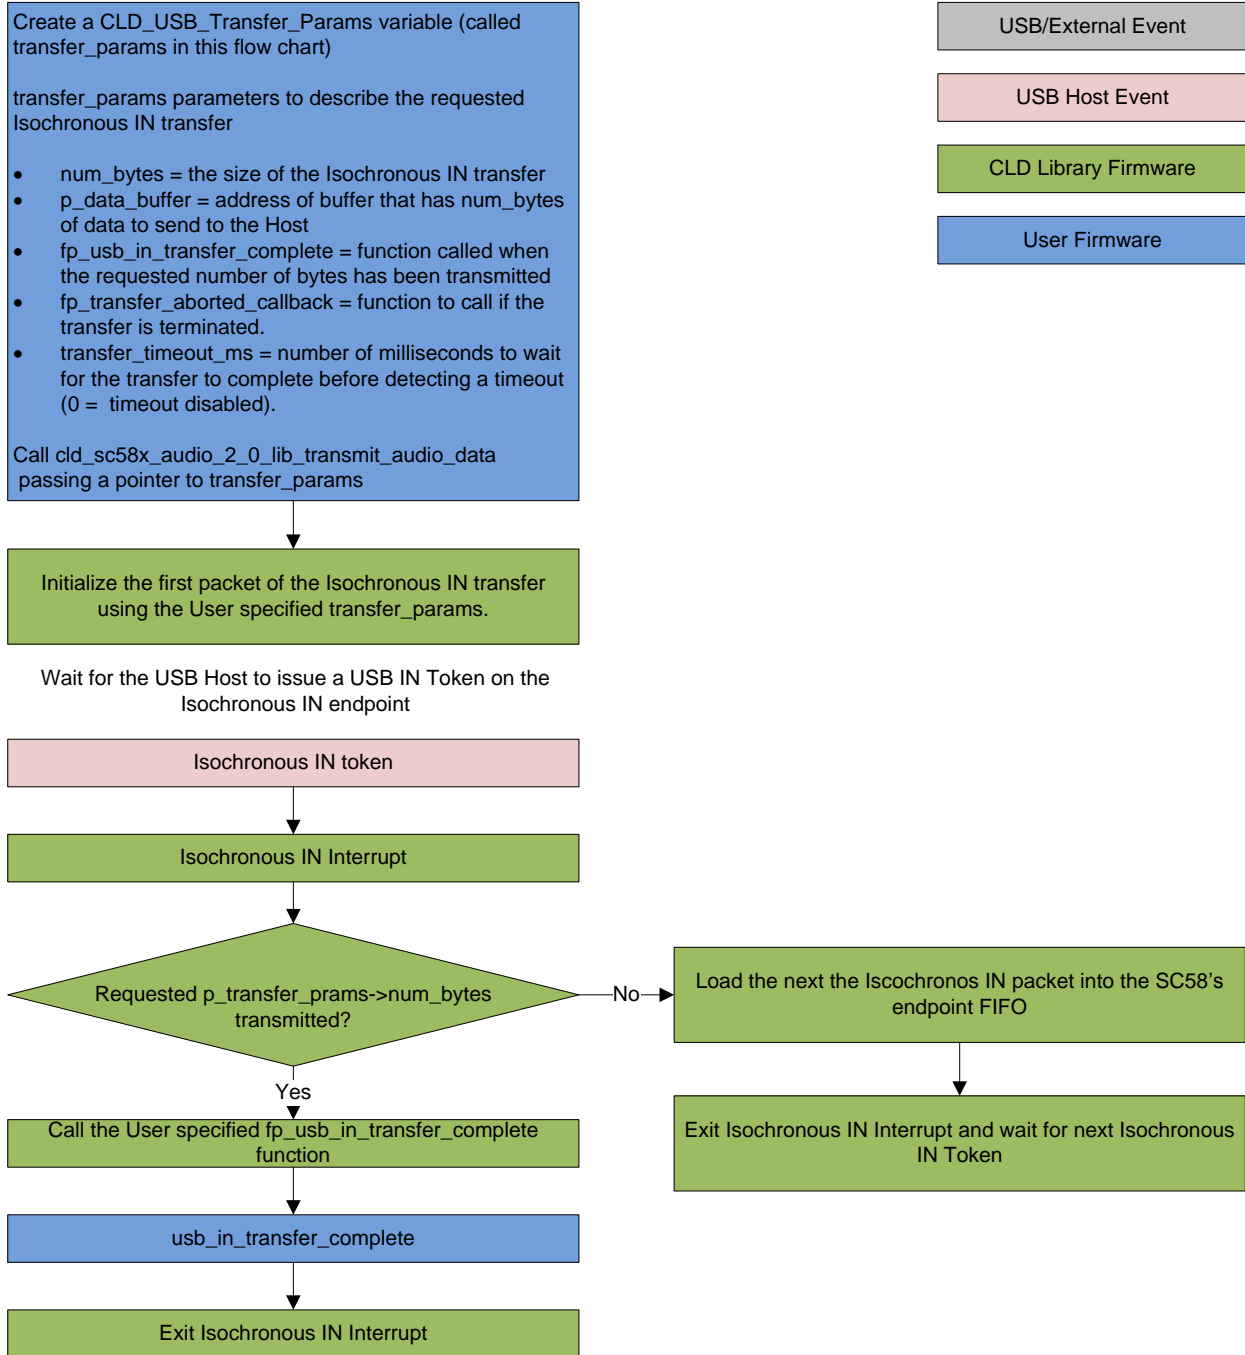 Create a CLD_USB_Transfer_Params variable (called
transfer_params in this flow chart)
transfer_params parameters to describe the requested
Isochronous IN transfer
• num_bytes = the size of the Isochronous IN transfer
• p_data_buffer = address of buffer that has num_bytes
of data to send to the Host
• fp_usb_in_transfer_complete = function called when
the requested number of bytes has been transmitted
• fp_transfer_aborted_callback = function to call if the
transfer is terminated.
• transfer_timeout_ms = number of milliseconds to wait
for the transfer to complete before detecting a timeout
(0 = timeout disabled).
Call cld_sc58x_audio_2_0_lib_transmit_audio_data
passing a pointer to transfer_params
USB/External Event
USB Host Event
CLD Library Firmware
User Firmware
Initialize the first packet of the Isochronous IN transfer
using the User specified transfer_params.
Wait for the USB Host to issue a USB IN Token on the
Isochronous IN endpoint
Isochronous IN token
Isochronous IN Interrupt
Requested p_transfer_prams->num_bytes
transmitted?
No
Load the next the Iscochronos IN packet into the SC58's
endpoint FIFO
Exit Isochronous IN Interrupt and wait for next Isochronous
IN Token
Yes
Call the User specified fp_usb_in_transfer_complete
function
usb_in_transfer_complete
Exit Isochronous IN Interrupt